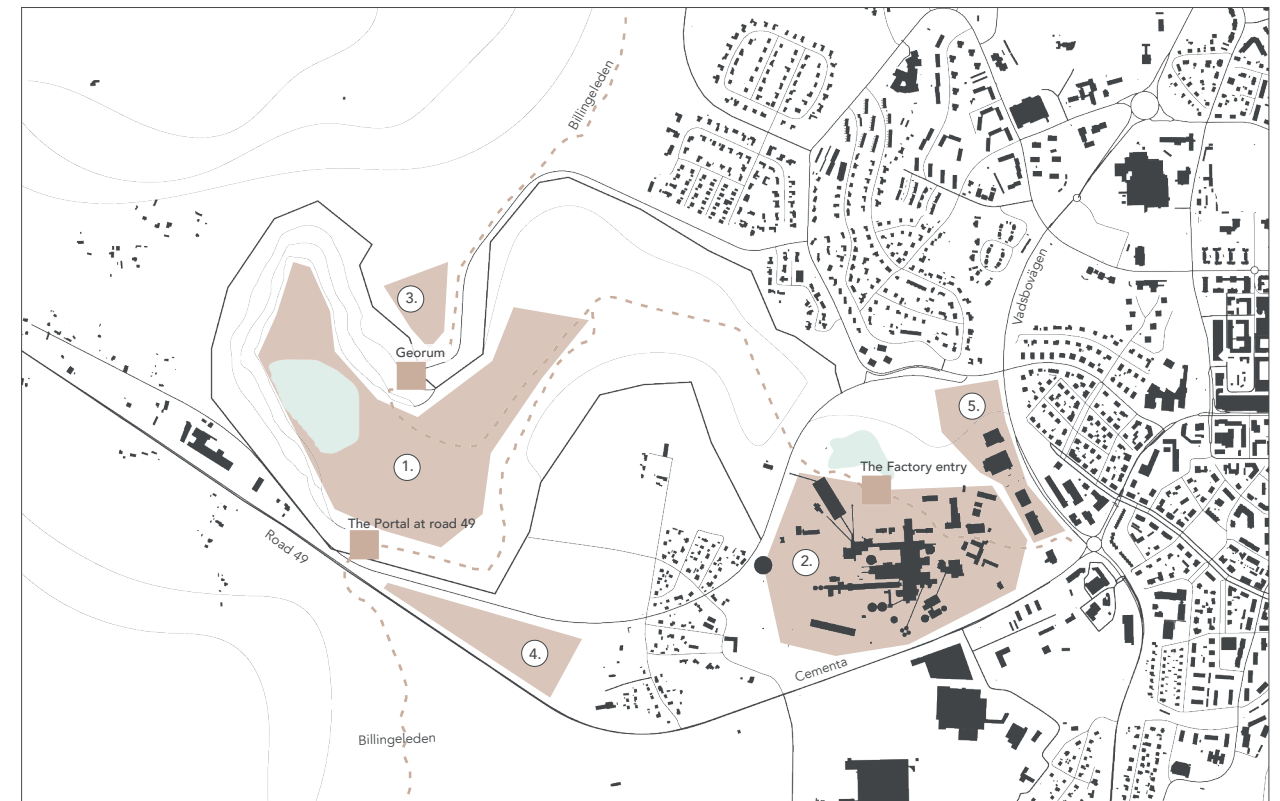 Billingeleden
Vadsbovägen
3.
Georum
5.
1.
The Factory entry
The Portal at road 49
Road 49
2.
4.
Cementa
Billingeleden